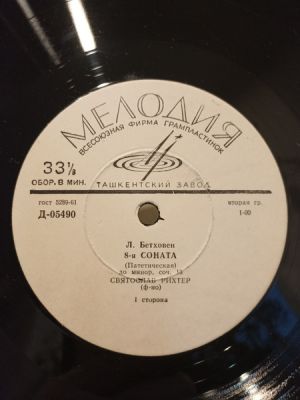 МЕЛОДИЯ
ВСЕСОЮЗНАЯ ФИРМА ГРАМПЛАСТИНОК
33⅓
ОБОР. В МИН.
ТАШКЕНТСКИЙ ЗАВОД
гост 5289-61
вторая гр.
Д-05490
1-00
Л. Бетховен
8-я СОНАТА
(Патетическая)
до минор, соч. 13
СВЯТОСЛАВ РИХТЕР
(ф-но)
I сторона